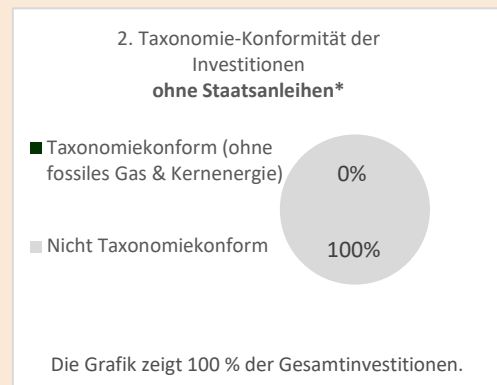 2. Taxonomie-Konformität der
Investitionen
ohne Staatsanleihen*
Taxonomiekonform (ohne
fossiles Gas & Kernenergie)
0%
Nicht Taxonomiekonform
100%
Die Grafik zeigt 100 % der Gesamtinvestitionen.